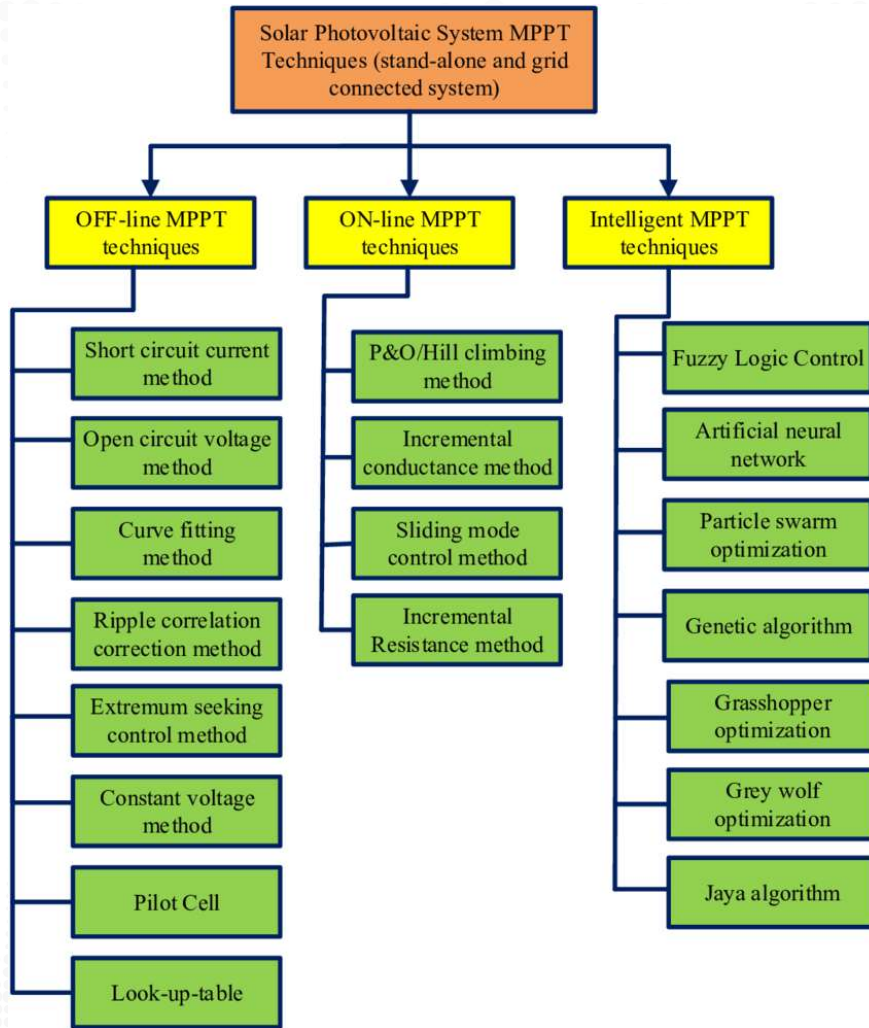 Solar Photovoltaic System MPPT
Techniques (stand-alone and grid
connected system)
OFF-line MPPT
techniques
Short circuit current
method
Open circuit voltage
method
Curve fitting
method
Ripple correlation
correction method
Extremum seeking
control method
Constant voltage
method
Pilot Cell
Look-up-table
ON-line MPPT
techniques
P&O/Hill climbing
method
Incremental
conductance method
Sliding mode
control method
Incremental
Resistance method
Intelligent MPPT
techniques
Fuzzy Logic Control
Artificial neural
network
Particle swarm
optimization
Genetic algorithm
Grasshopper
optimization
Grey wolf
optimization
Jaya algorithm